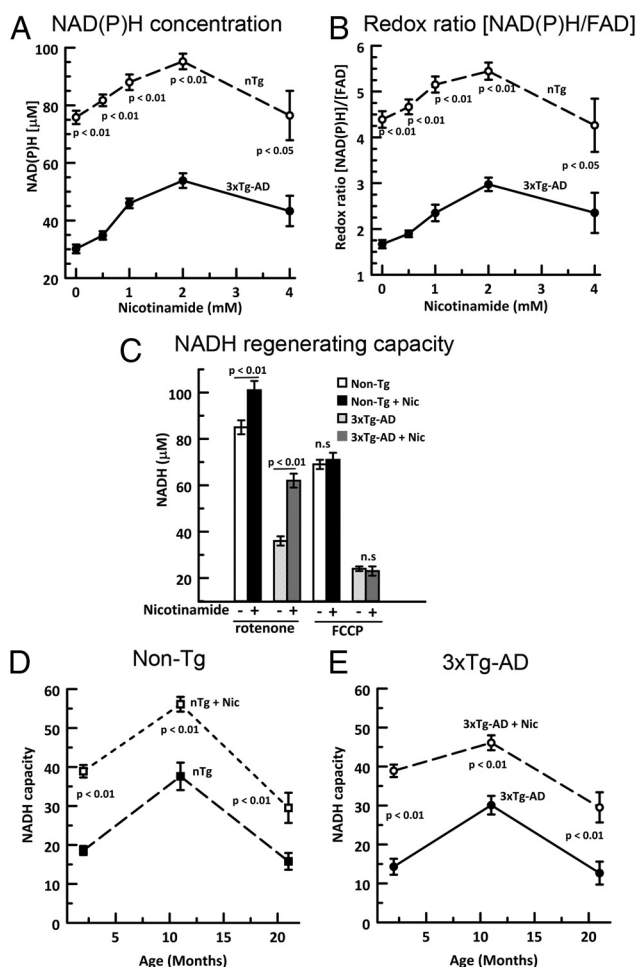 A NAD(P)H concentration
NAD(P)H [µM]
100
80
60
40
20
nTg
p < 0.01
p < 0.01
p < 0.01
p < 0.01
p < 0.05
3xTg-AD
0 1 2 3 4
Nicotinamide (mM)
B Redox ratio [NAD(P)H/FAD]
Redox ratio [NAD(P)H]/[FAD]
6
5
4
3
2
1
nTg
p < 0.01
p < 0.01
p < 0.01
p < 0.01
p < 0.05
3xTg-AD
0 1 2 3 4
Nicotinamide (mM)
C NADH regenerating capacity
NADH (µM)
100
80
60
40
20
p < 0.01
p < 0.01
n.s
n.s
Non-Tg
Non-Tg + Nic
3xTg-AD
3xTg-AD + Nic
Nicotinamide - + - + - + - +
rotenone FCCP
D Non-Tg
NADH capacity
60
50
40
30
20
10
0
nTg + Nic
p < 0.01
p < 0.01
nTg
p < 0.01
5 10 15 20
Age (Months)
E 3xTg-AD
NADH capacity
60
50
40
30
20
10
0
3xTg-AD + Nic
p < 0.01
3xTg-AD
p < 0.01
p < 0.01
5 10 15 20
Age (Months)